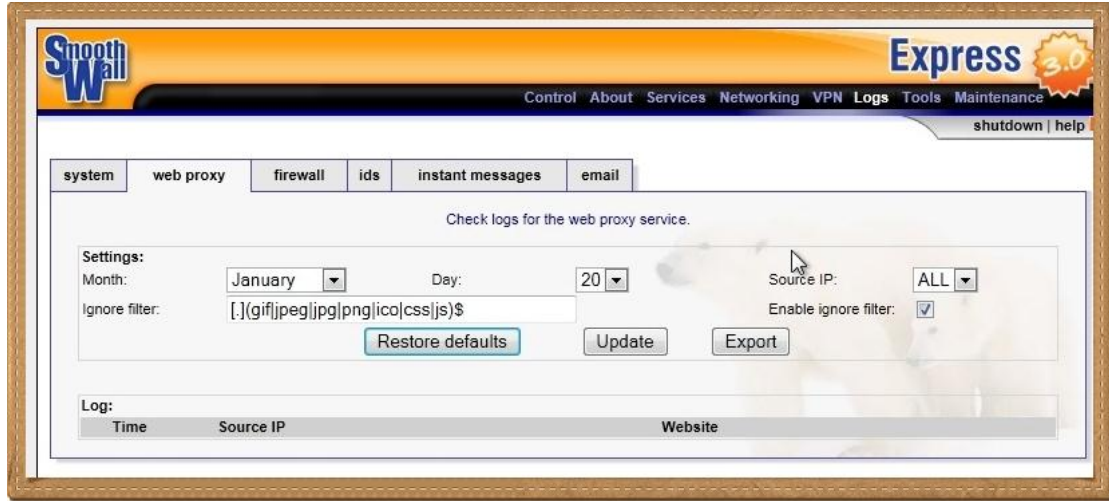 Smooth
Wall
Express 3.0
Control About Services Networking VPN Logs Tools Maintenance
shutdown | help
system web proxy firewall ids instant messages email
Check logs for the web proxy service.
Settings:
Month: January Day: 20 Source IP: ALL
Ignore filter: [.](gif|jpeg|jpg|png|ico|css|js)$ Enable ignore filter:
Restore defaults Update Export
Log:
Time Source IP Website